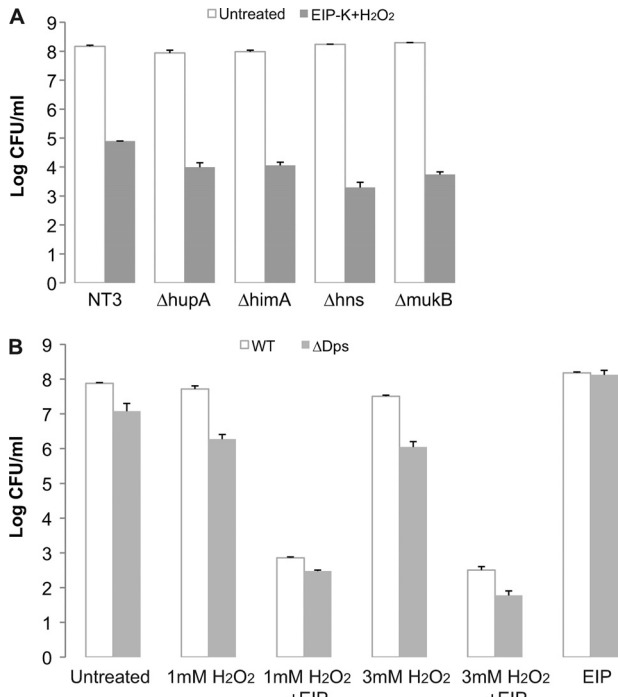 A
Untreated EIP-K+H2O2
Log CFU/ml
9
8
7
6
5
4
3
2
1
0
NT3 ΔhupA ΔhimA Δhns ΔmukB
B
WT ΔDps
Log CFU/ml
9
8
7
6
5
4
3
2
1
0
Untreated 1mM H2O2 1mM H2O2 3mM H2O2 3mM H2O2 EIP
+EIP +EIP